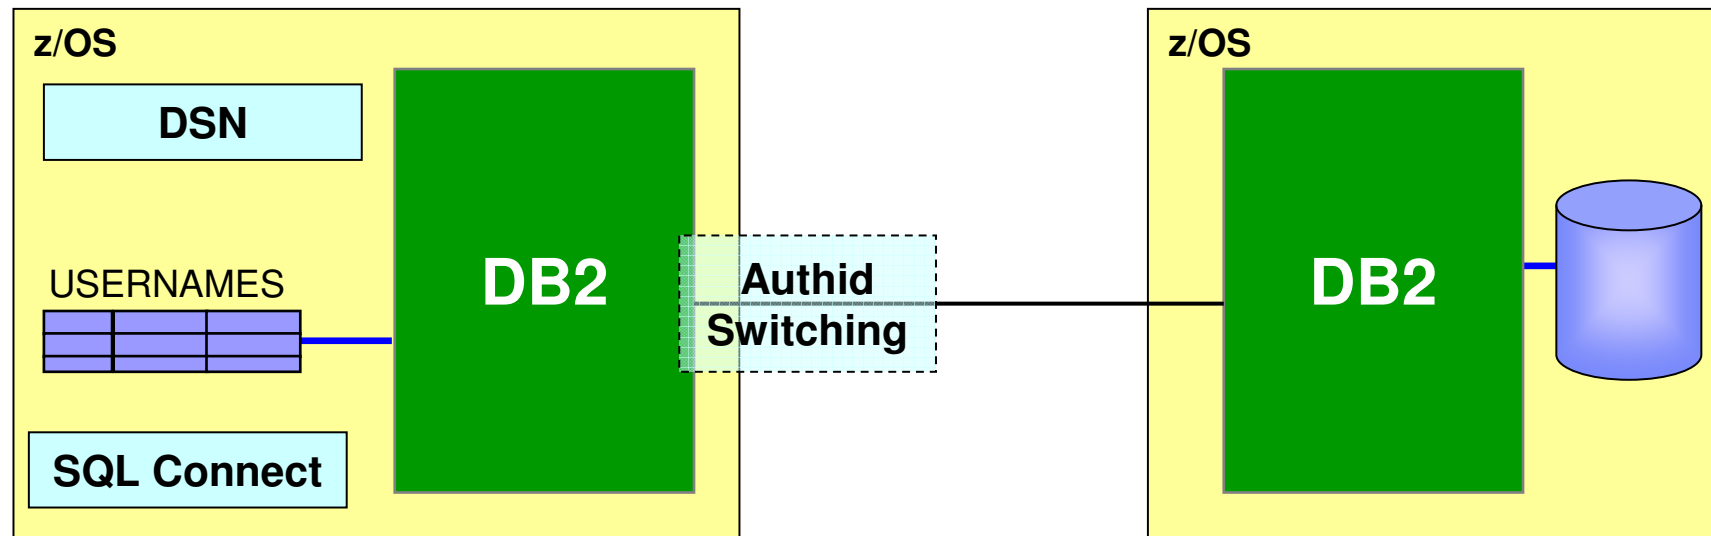 z/OS
DSN
USERNAMES
SQL Connect
DB2
Authid
Switching
z/OS
DB2